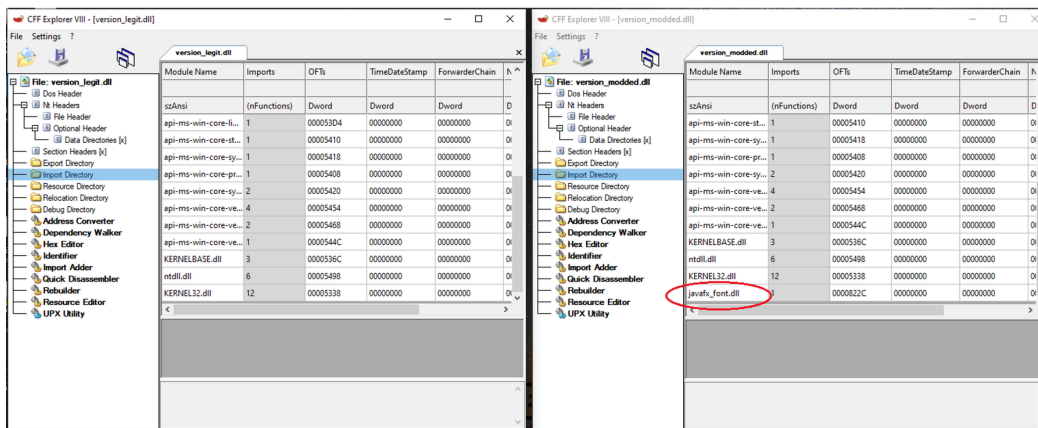 CFF Explorer VIII - [version_legit.dll]
File Settings ?
version_legit.dll
File: version_legit.dll
Dos Header
Nt Headers
File Header
Optional Header
Data Directories [x]
Section Headers [x]
Export Directory
Import Directory
Resource Directory
Relocation Directory
Debug Directory
Address Converter
Dependency Walker
Hex Editor
Identifier
Import Adder
Quick Disassembler
Rebuilder
Resource Editor
UPX Utility
Module Name Imports OFTs TimeDateStamp ForwarderChain N
szAnsi (nFunctions) Dword Dword Dword D
api-ms-win-core-li... 1 000053D4 00000000 00000000
api-ms-win-core-st... 1 00005410 00000000 00000000
api-ms-win-core-sy... 1 00005418 00000000 00000000
api-ms-win-core-pr... 1 00005408 00000000 00000000
api-ms-win-core-sy... 2 00005420 00000000 00000000
api-ms-win-core-ve... 4 00005454 00000000 00000000
api-ms-win-core-ve... 2 00005468 00000000 00000000
api-ms-win-core-ve... 1 0000544C 00000000 00000000
KERNELBASE.dll 3 0000536C 00000000 00000000
ntdll.dll 6 00005498 00000000 00000000
KERNEL32.dll 12 00005338 00000000 00000000
CFF Explorer VIII - [version_modded.dll]
File Settings ?
version_modded.dll
File: version_modded.dll
Dos Header
Nt Headers
File Header
Optional Header
Data Directories [x]
Section Headers [x]
Export Directory
Import Directory
Resource Directory
Relocation Directory
Debug Directory
Address Converter
Dependency Walker
Hex Editor
Identifier
Import Adder
Quick Disassembler
Rebuilder
Resource Editor
UPX Utility
Module Name Imports OFTs TimeDateStamp ForwarderChain N
szAnsi (nFunctions) Dword Dword Dword D
api-ms-win-core-st... 1 00005410 00000000 00000000
api-ms-win-core-sy... 1 00005418 00000000 00000000
api-ms-win-core-pr... 1 00005408 00000000 00000000
api-ms-win-core-sy... 2 00005420 00000000 00000000
api-ms-win-core-ve... 4 00005454 00000000 00000000
api-ms-win-core-ve... 2 00005468 00000000 00000000
api-ms-win-core-ve... 1 0000544C 00000000 00000000
KERNELBASE.dll 3 0000536C 00000000 00000000
ntdll.dll 6 00005498 00000000 00000000
KERNEL32.dll 12 00005338 00000000 00000000
javafx_font.dll 1 0000822C 00000000 00000000